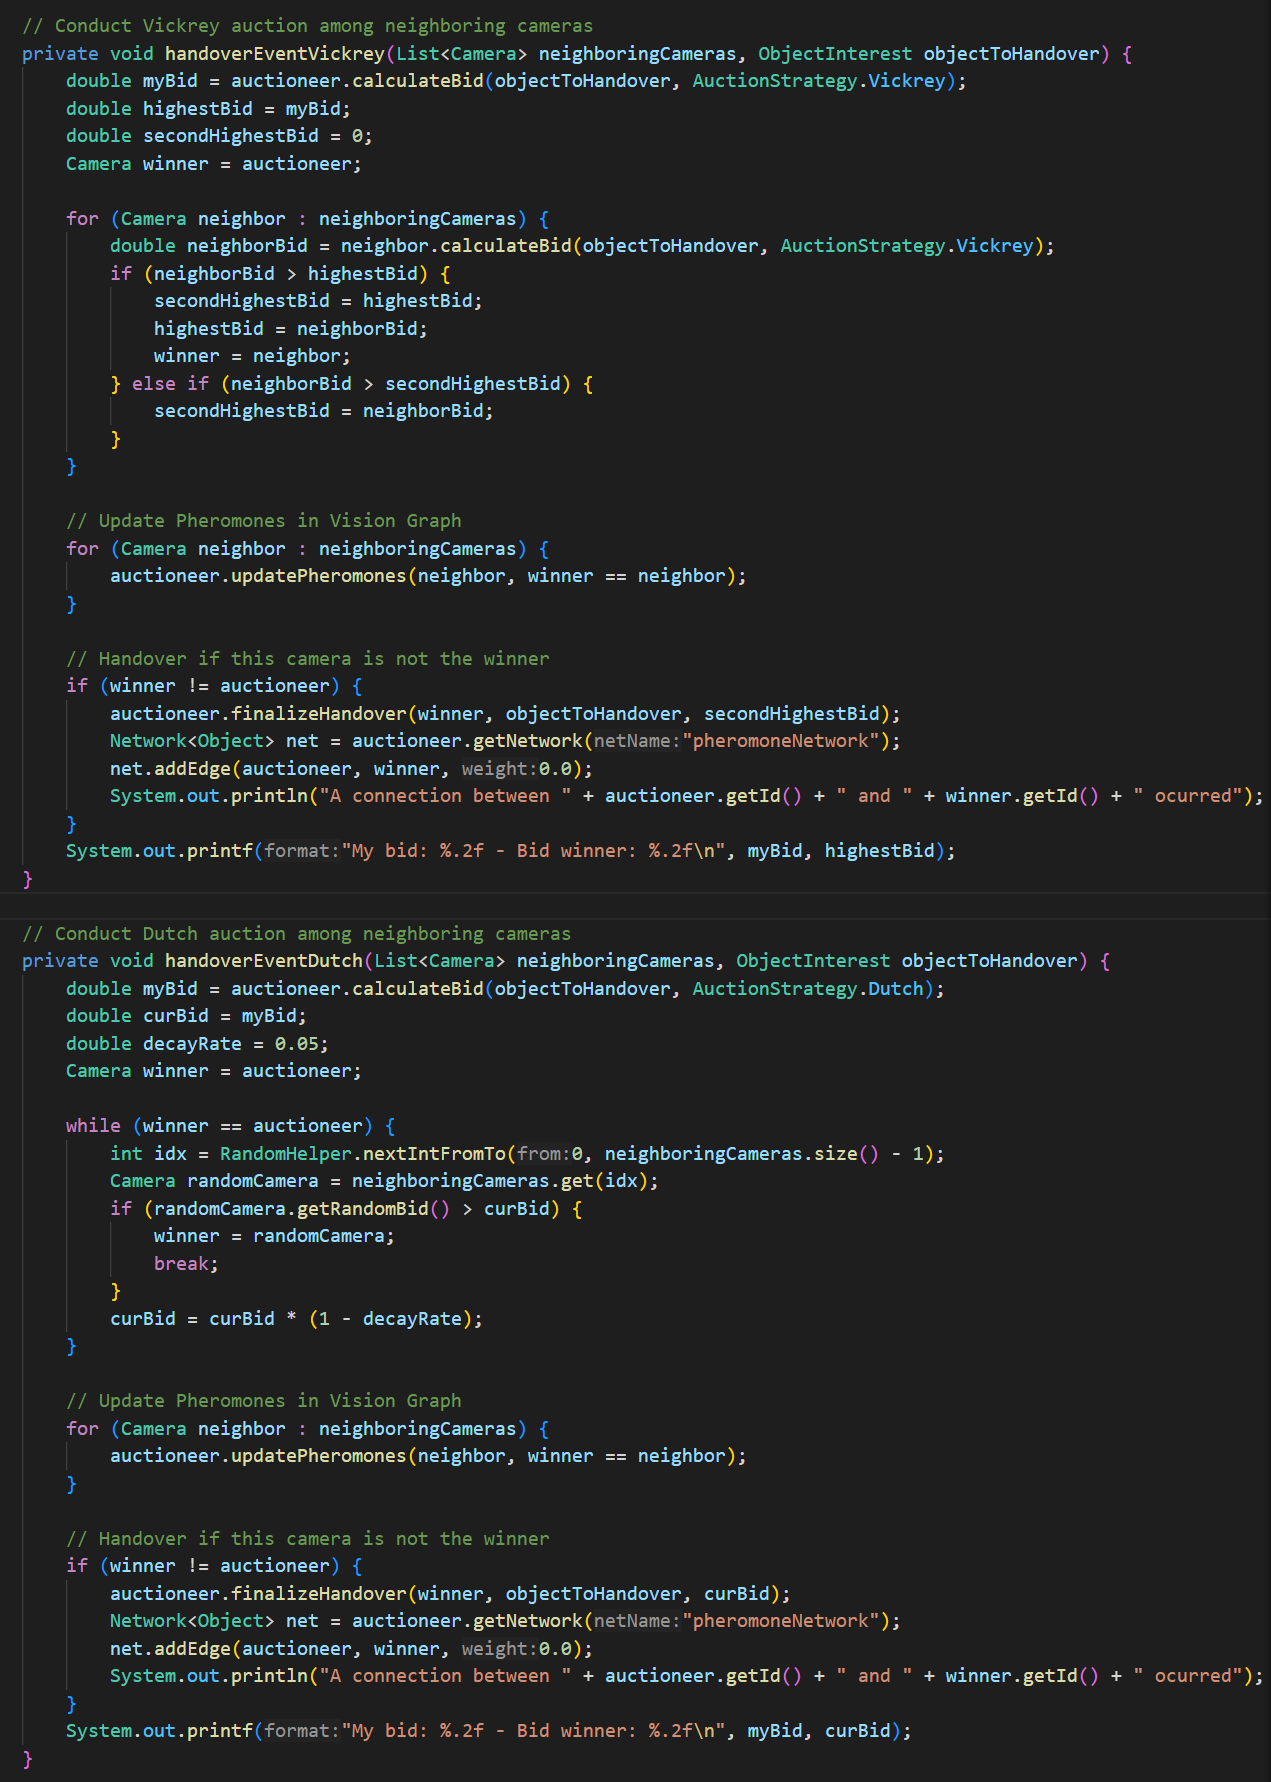 // Conduct Vickrey auction among neighboring cameras
private void handoverEventVickrey(List<Camera> neighboringCameras, ObjectInterest objectToHandover) {
    double myBid = auctioneer.calculateBid(objectToHandover, AuctionStrategy.Vickrey);
    double highestBid = myBid;
    double secondHighestBid = 0;
    Camera winner = auctioneer;

    for (Camera neighbor : neighboringCameras) {
        double neighborBid = neighbor.calculateBid(objectToHandover, AuctionStrategy.Vickrey);
        if (neighborBid > highestBid) {
            secondHighestBid = highestBid;
            highestBid = neighborBid;
            winner = neighbor;
        } else if (neighborBid > secondHighestBid) {
            secondHighestBid = neighborBid;
        }
    }

    // Update Pheromones in Vision Graph
    for (Camera neighbor : neighboringCameras) {
        auctioneer.updatePheromones(neighbor, winner == neighbor);
    }

    // Handover if this camera is not the winner
    if (winner != auctioneer) {
        auctioneer.finalizeHandover(winner, objectToHandover, secondHighestBid);
        Network<Object> net = auctioneer.getNetwork(netName:"pheromoneNetwork");
        net.addEdge(auctioneer, winner, weight:0.0);
        System.out.println("A connection between " + auctioneer.getId() + " and " + winner.getId() + " ocurred");
    }
    System.out.printf(format:"My bid: %.2f - Bid winner: %.2f\n", myBid, highestBid);
}

// Conduct Dutch auction among neighboring cameras
private void handoverEventDutch(List<Camera> neighboringCameras, ObjectInterest objectToHandover) {
    double myBid = auctioneer.calculateBid(objectToHandover, AuctionStrategy.Dutch);
    double curBid = myBid;
    double decayRate = 0.05;
    Camera winner = auctioneer;

    while (winner == auctioneer) {
        int idx = RandomHelper.nextIntFromTo(from:0, neighboringCameras.size() - 1);
        Camera randomCamera = neighboringCameras.get(idx);
        if (randomCamera.getRandomBid() > curBid) {
            winner = randomCamera;
            break;
        }
        curBid = curBid * (1 - decayRate);
    }

    // Update Pheromones in Vision Graph
    for (Camera neighbor : neighboringCameras) {
        auctioneer.updatePheromones(neighbor, winner == neighbor);
    }

    // Handover if this camera is not the winner
    if (winner != auctioneer) {
        auctioneer.finalizeHandover(winner, objectToHandover, curBid);
        Network<Object> net = auctioneer.getNetwork(netName:"pheromoneNetwork");
        net.addEdge(auctioneer, winner, weight:0.0);
        System.out.println("A connection between " + auctioneer.getId() + " and " + winner.getId() + " ocurred");
    }
    System.out.printf(format:"My bid: %.2f - Bid winner: %.2f\n", myBid, curBid);
}